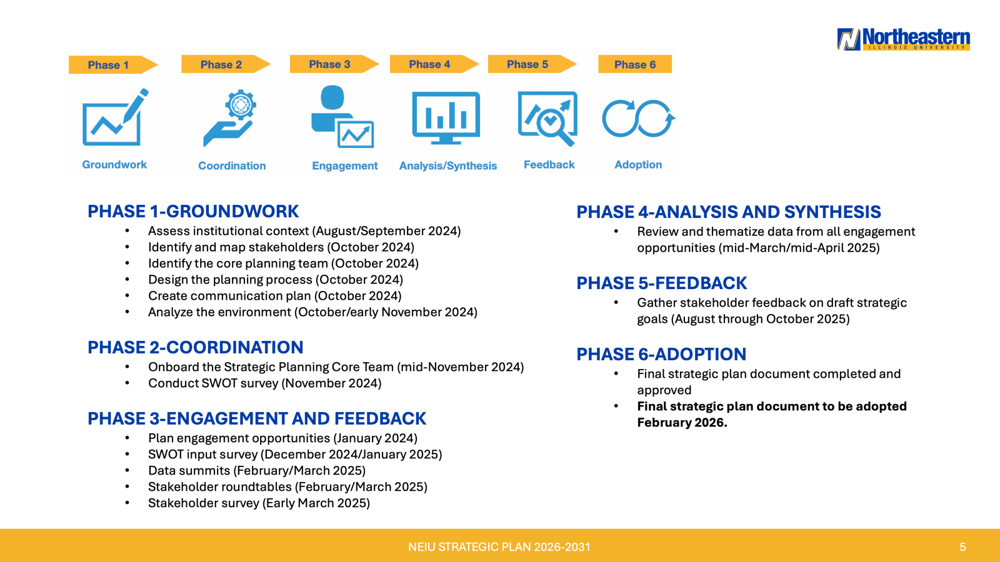 Northeastern
ILLINOIS UNIVERSITY
Phase 1
Phase 2
Phase 3
Phase 4
Phase 5
Phase 6
Groundwork
Coordination
Engagement
Analysis/Synthesis
Feedback
Adoption
PHASE 1-GROUNDWORK
• Assess institutional context (August/September 2024)
• Identify and map stakeholders (October 2024)
• Identify the core planning team (October 2024)
• Design the planning process (October 2024)
• Create communication plan (October 2024)
• Analyze the environment (October/early November 2024)
PHASE 2-COORDINATION
• Onboard the Strategic Planning Core Team (mid-November 2024)
• Conduct SWOT survey (November 2024)
PHASE 3-ENGAGEMENT AND FEEDBACK
• Plan engagement opportunities (January 2024)
• SWOT input survey (December 2024/January 2025)
• Data summits (February/March 2025)
• Stakeholder roundtables (February/March 2025)
• Stakeholder survey (Early March 2025)
PHASE 4-ANALYSIS AND SYNTHESIS
• Review and thematize data from all engagement
opportunities (mid-March/mid-April 2025)
PHASE 5-FEEDBACK
• Gather stakeholder feedback on draft strategic
goals (August through October 2025)
PHASE 6-ADOPTION
• Final strategic plan document completed and
approved
• Final strategic plan document to be adopted
February 2026.
NEIU STRATEGIC PLAN 2026-2031
5